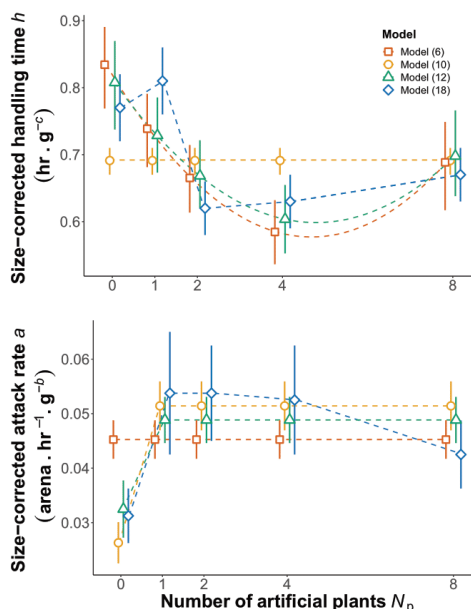 Size−corrected handling time h
(hr . g⁻ᶜ)
0.9
0.8
0.7
0.6
0 1 2 4 8
Model
Model (6)
Model (10)
Model (12)
Model (18)
Size−corrected attack rate a
(arena . hr⁻¹ . g⁻ᵇ)
0.06
0.05
0.04
0.03
0 1 2 4 8
Number of artificial plants Nₚ